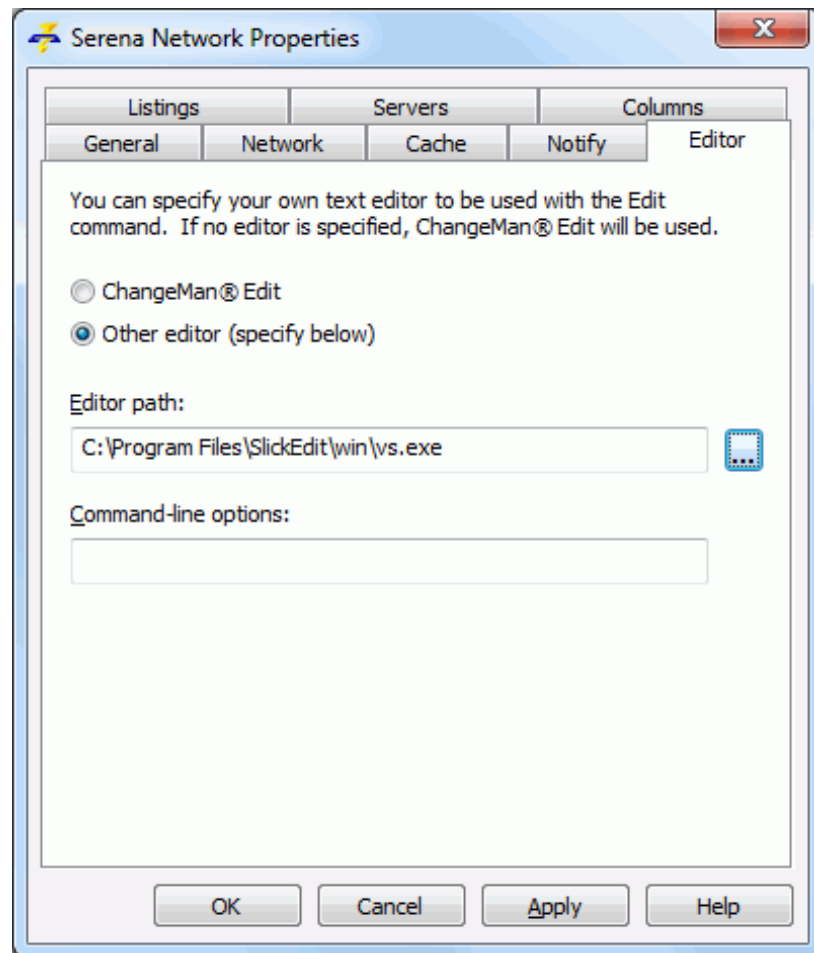 Serena Network Properties
Listings Servers Columns
General Network Cache Notify Editor
You can specify your own text editor to be used with the Edit
command.  If no editor is specified, ChangeMan® Edit will be used.
ChangeMan® Edit
Other editor (specify below)
Editor path:
C:\Program Files\SlickEdit\win\vs.exe
...
Command-line options:
OK Cancel Apply Help